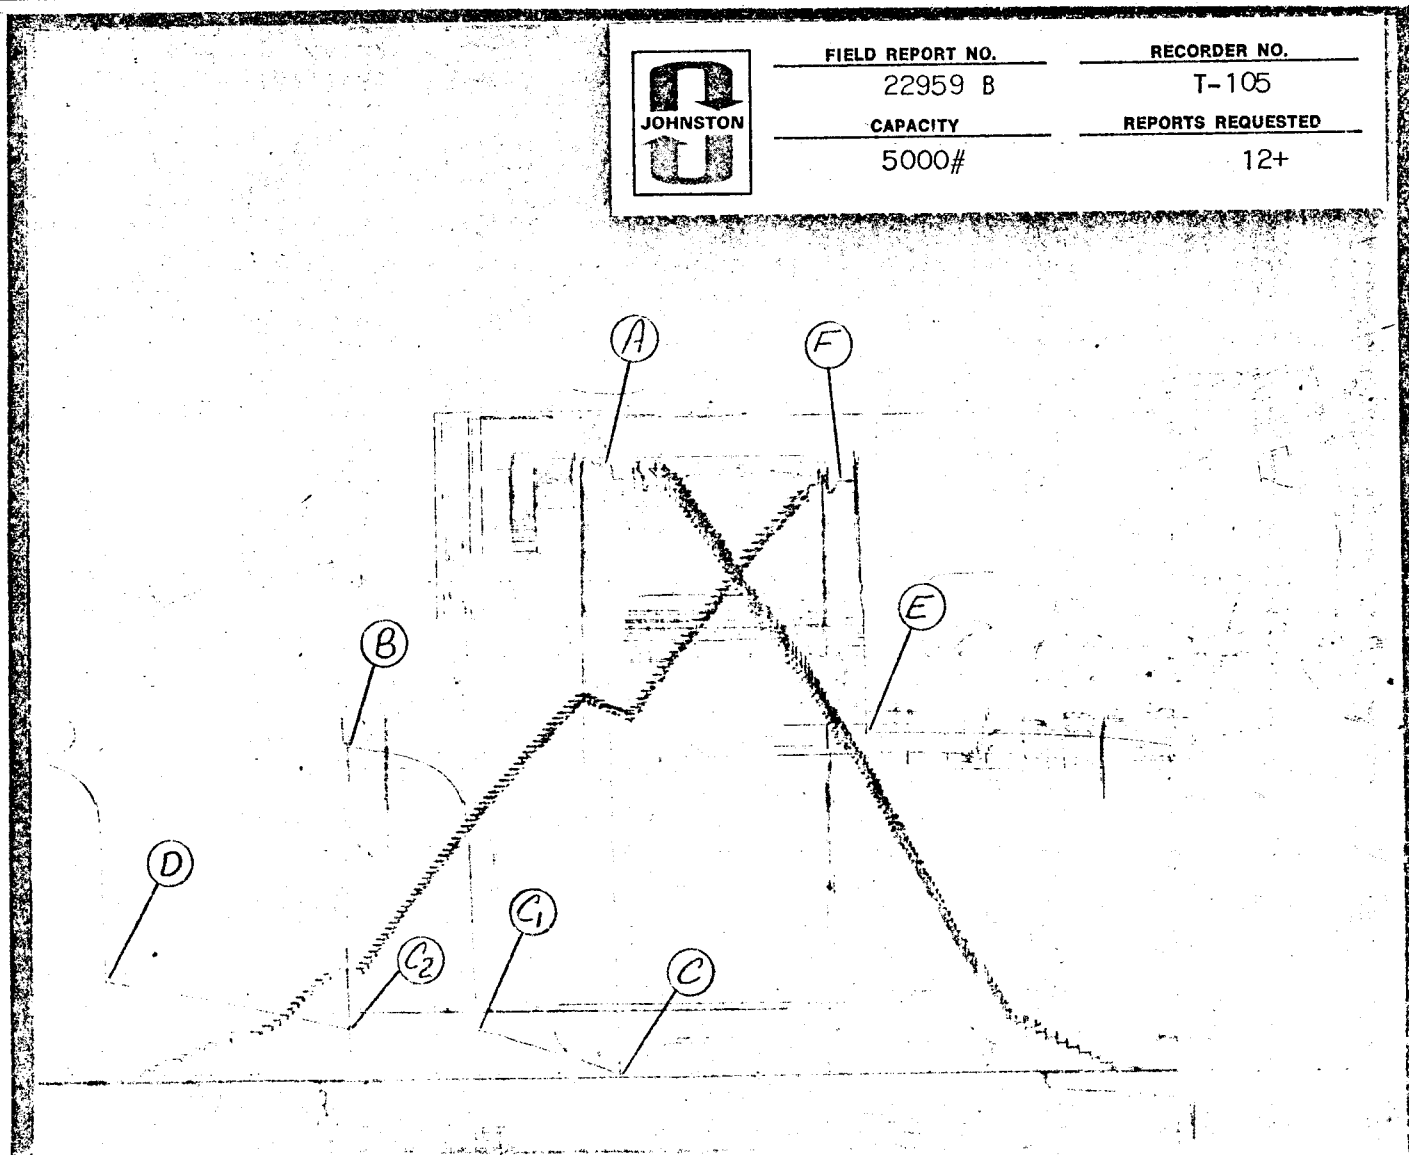 JOHNSTON
FIELD REPORT NO.
22959 B
RECORDER NO.
T-105
CAPACITY
5000#
REPORTS REQUESTED
12+
A
F
E
B
D
C1
C2
C